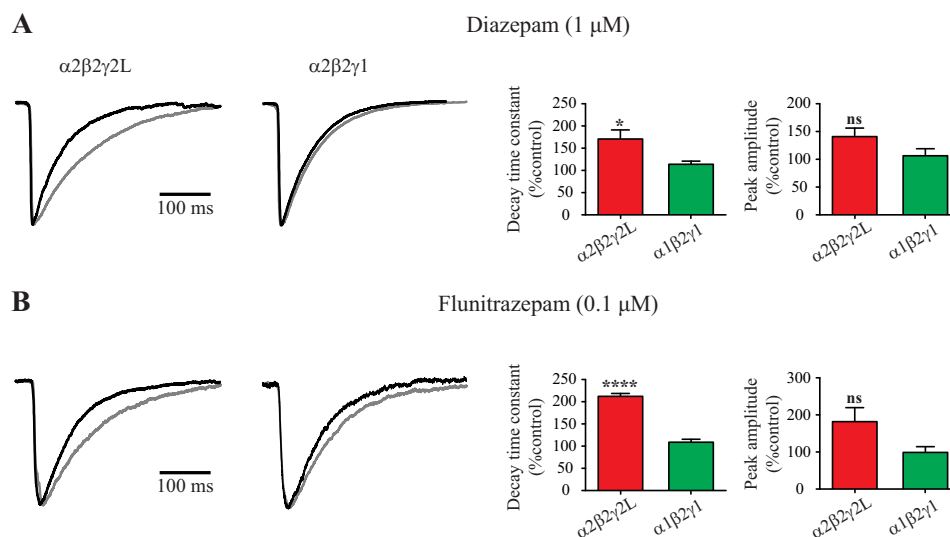 A
Diazepam (1 μM)
α2β2γ2L
α2β2γ1
100 ms
Decay time constant
(%control)
250
200
150
100
50
0
*
α2β2γ2L
α1β2γ1
Peak amplitude
(%control)
200
150
100
50
0
ns
α2β2γ2L
α1β2γ1
B
Flunitrazepam (0.1 μM)
100 ms
Decay time constant
(%control)
250
200
150
100
50
0
****
α2β2γ2L
α1β2γ1
Peak amplitude
(%control)
300
200
100
0
ns
α2β2γ2L
α1β2γ1